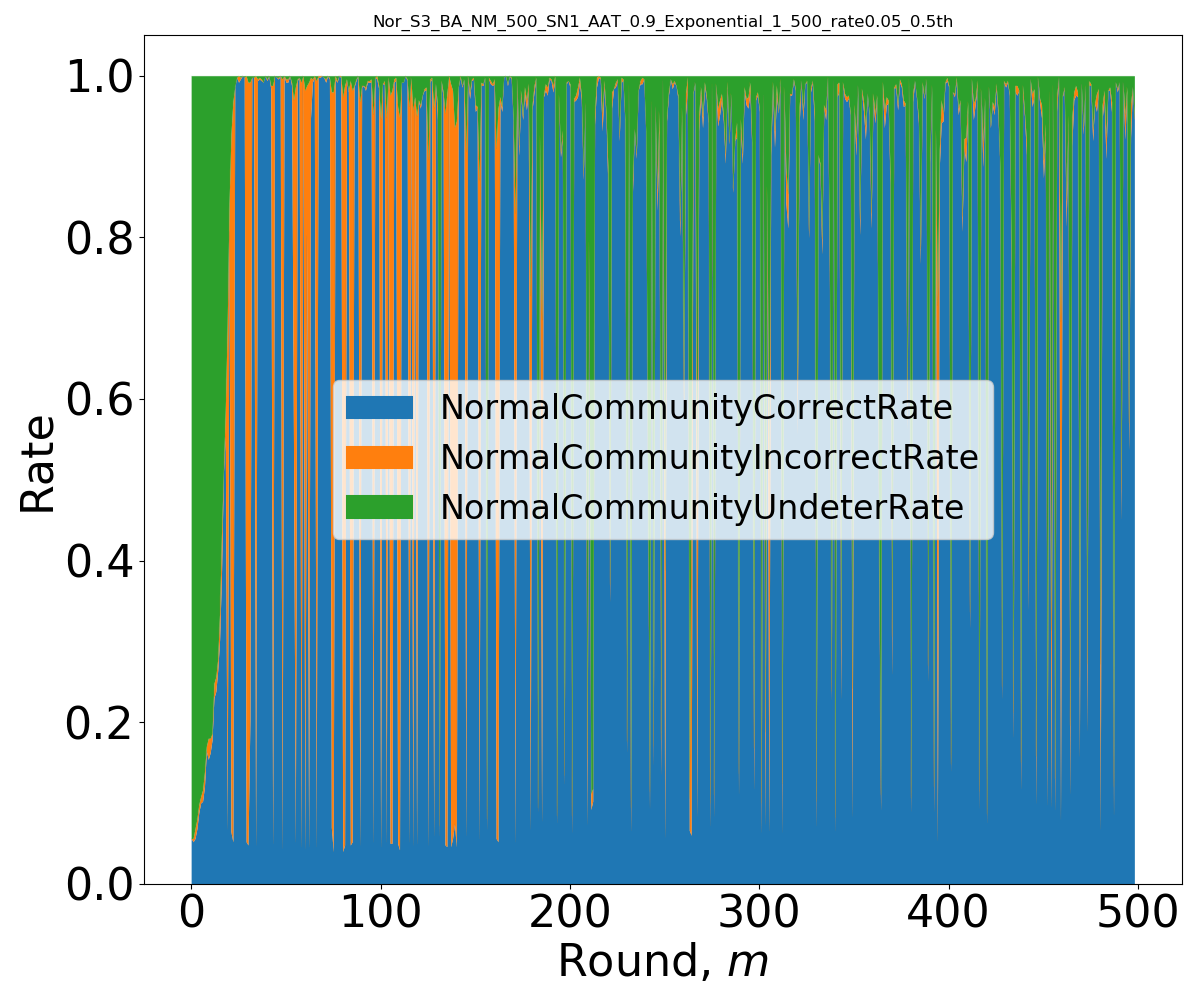 Nor_S3_BA_NM_500_SN1_AAT_0.9_Exponential_1_500_rate0.05_0.5th
1.0
0.8
0.6
0.4
0.2
0.0
Rate
NormalCommunityCorrectRate
NormalCommunityIncorrectRate
NormalCommunityUndeterRate
0 100 200 300 400 500
Round, m